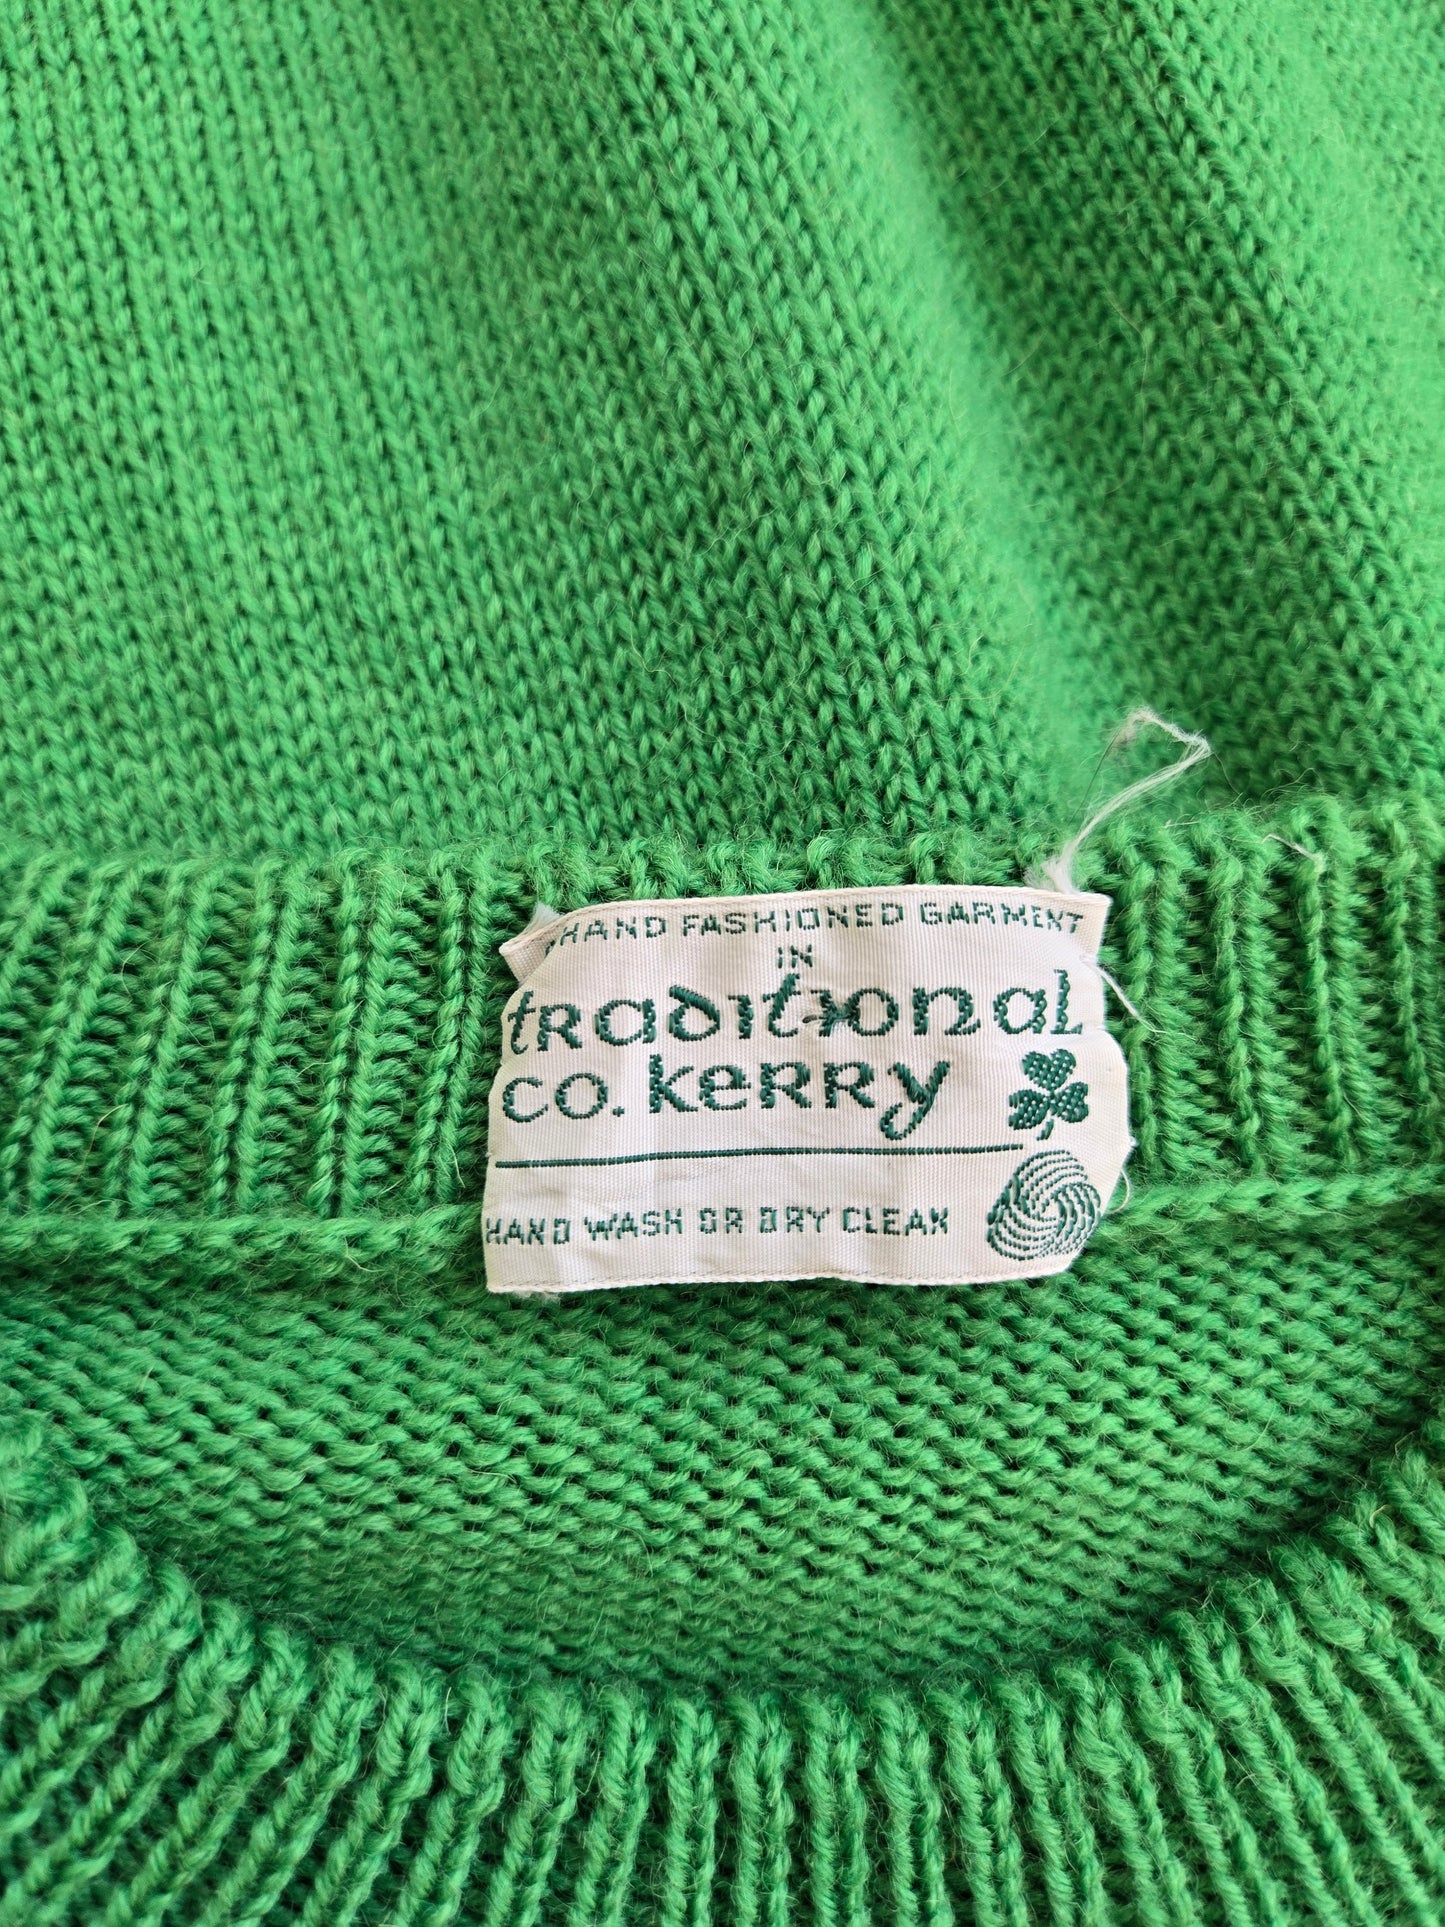 HAND FASHIONED GARMENT
IN
traditional
co. kerry
HAND WASH OR DRY CLEAN